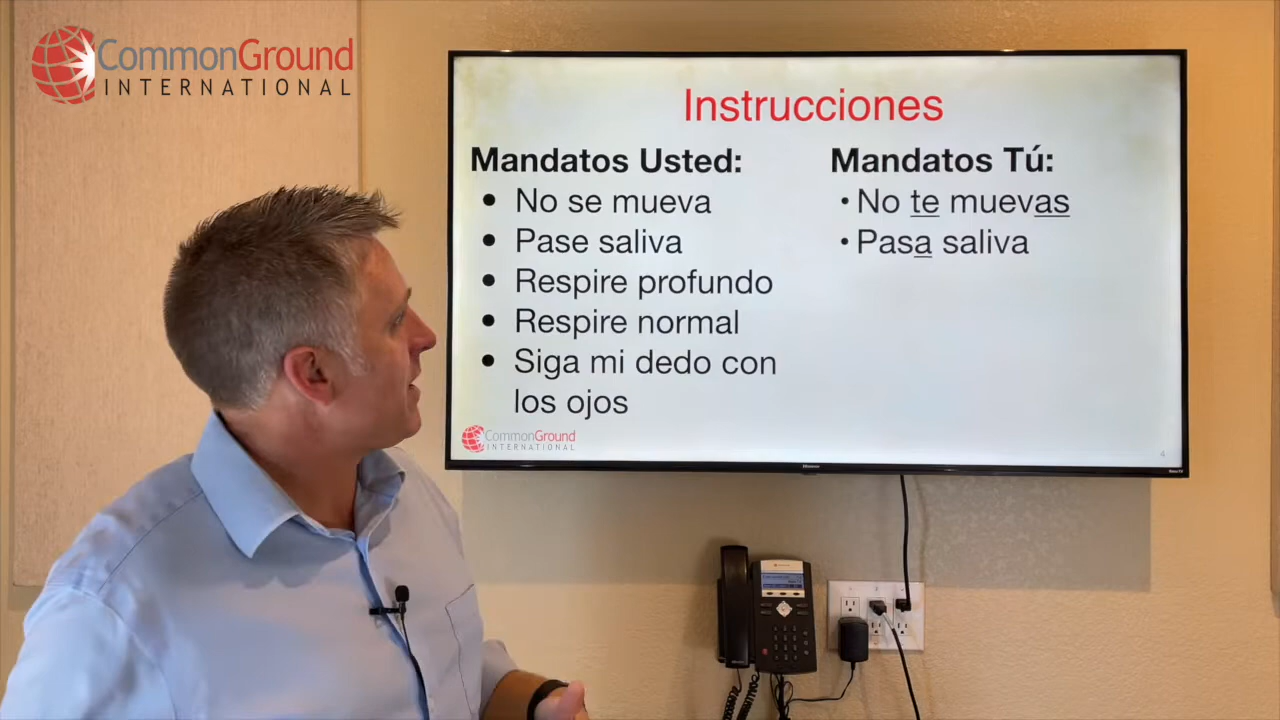 CommonGround
INTERNATIONAL
Instrucciones
Mandatos Usted:
• No se mueva
• Pase saliva
• Respire profundo
• Respire normal
• Siga mi dedo con
los ojos
Mandatos Tú:
• No te muevas
• Pasa saliva
CommonGround
INTERNATIONAL
4